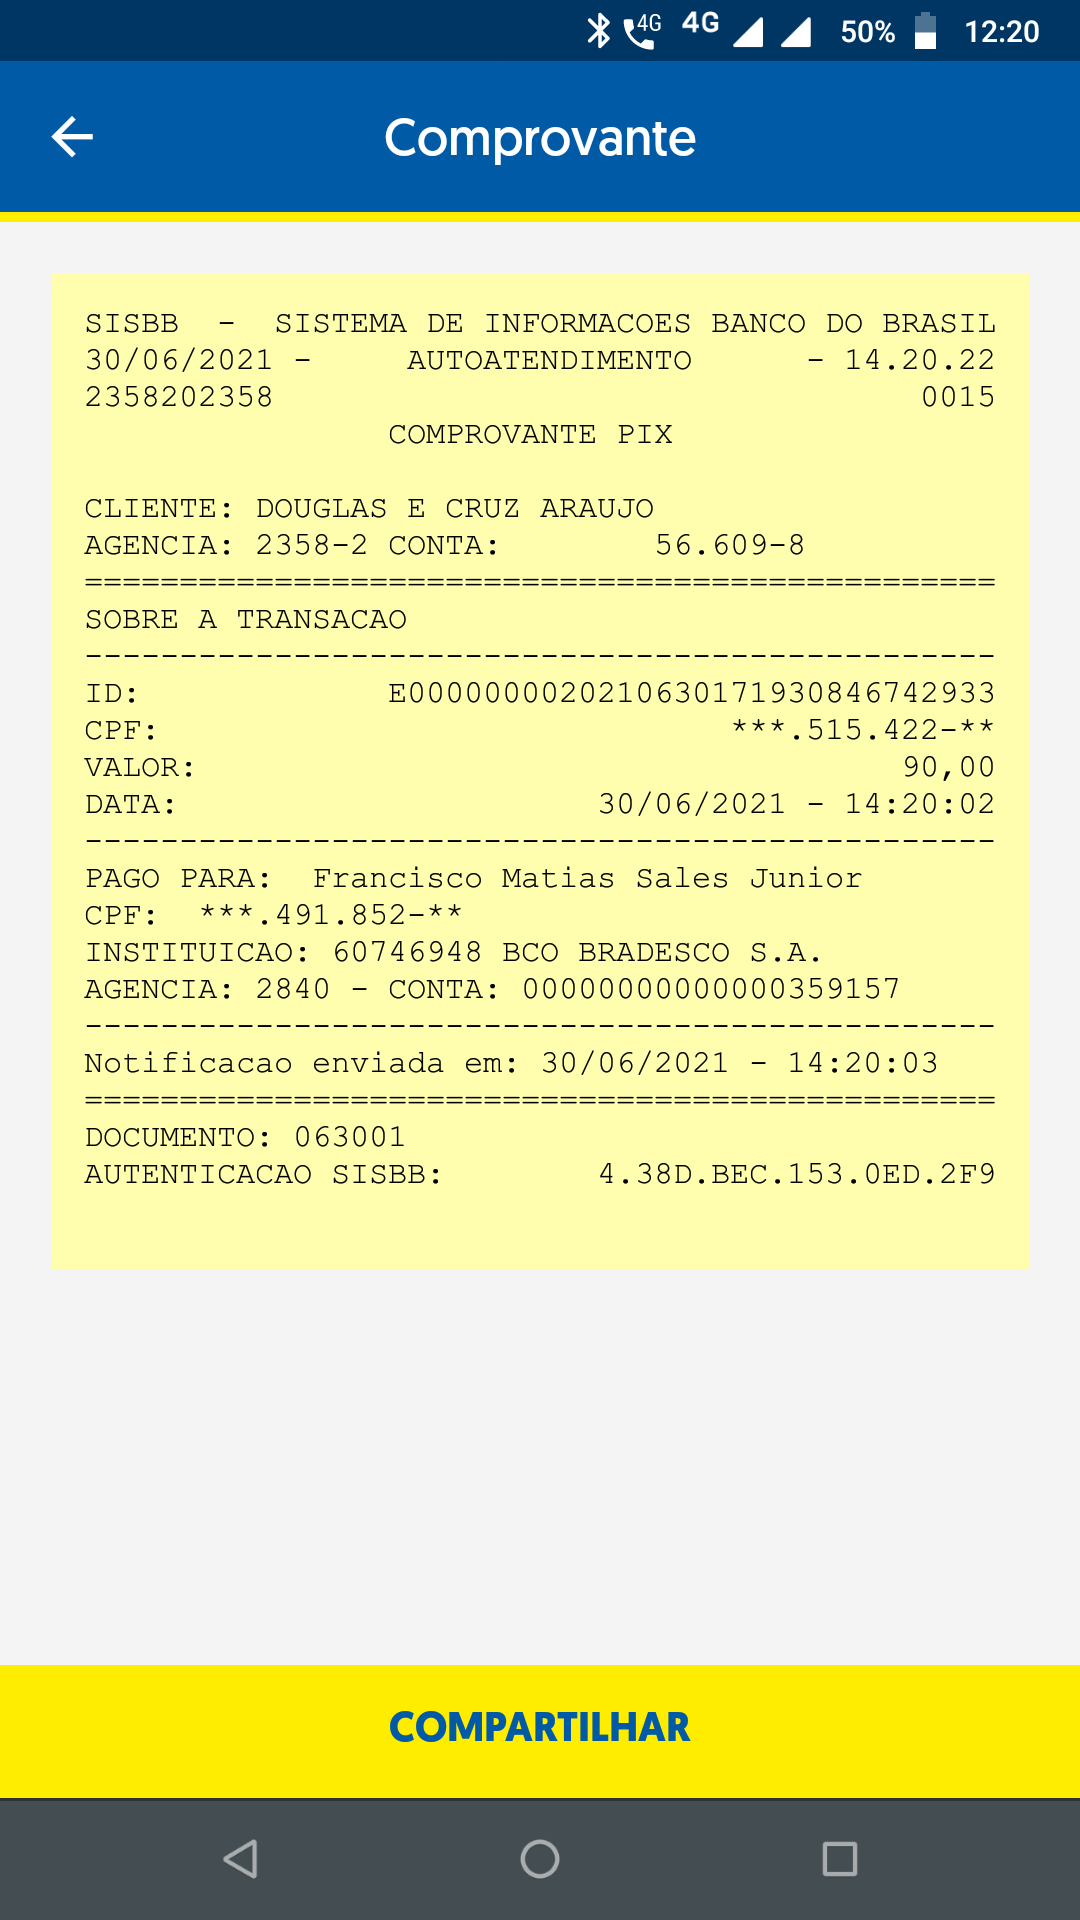 4G 4G 50% 12:20
Comprovante
SISBB - SISTEMA DE INFORMACOES BANCO DO BRASIL
30/06/2021 - AUTOATENDIMENTO - 14.20.22
2358202358 0015
COMPROVANTE PIX
CLIENTE: DOUGLAS E CRUZ ARAUJO
AGENCIA: 2358-2 CONTA: 56.609-8
================================================
SOBRE A TRANSACAO
------------------------------------------------
ID: E0000000020210630171930846742933
CPF: ***.515.422-**
VALOR: 90,00
DATA: 30/06/2021 - 14:20:02
------------------------------------------------
PAGO PARA: Francisco Matias Sales Junior
CPF: ***.491.852-**
INSTITUICAO: 60746948 BCO BRADESCO S.A.
AGENCIA: 2840 - CONTA: 00000000000000359157
------------------------------------------------
Notificacao enviada em: 30/06/2021 - 14:20:03
================================================
DOCUMENTO: 063001
AUTENTICACAO SISBB: 4.38D.BEC.153.0ED.2F9
COMPARTILHAR